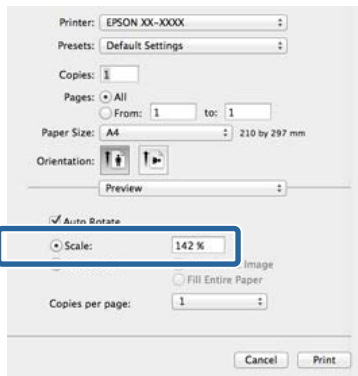 Printer: EPSON XX-XXXX
Presets: Default Settings
Copies: 1
Pages: All
From: 1 to: 1
Paper Size: A4 210 by 297 mm
Orientation:
Preview
Auto Rotate
Scale: 142 %
Image
Fill Entire Paper
Copies per page: 1
Cancel Print